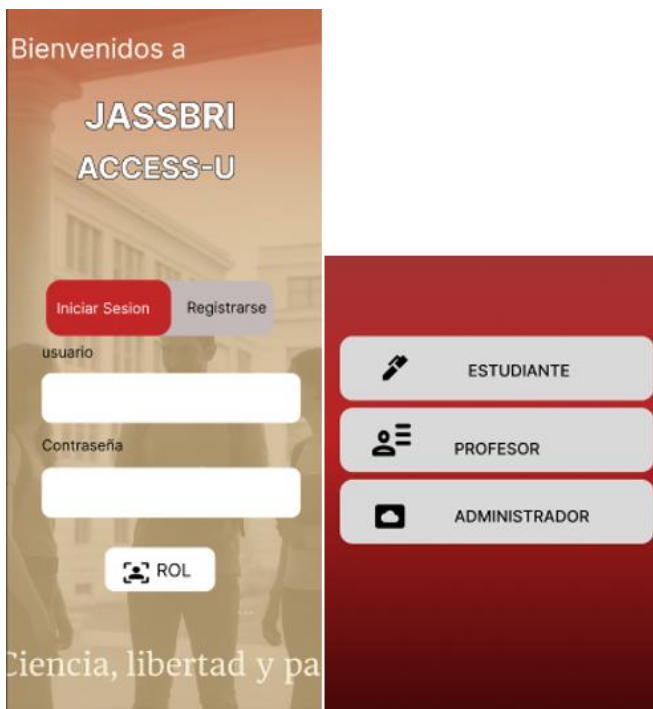 Bienvenidos a
JASSBRI
ACCESS-U
Iniciar Sesion
Registrarse
usuario
Contraseña
ROL
Ciencia, libertad y pa
ESTUDIANTE
PROFESOR
ADMINISTRADOR